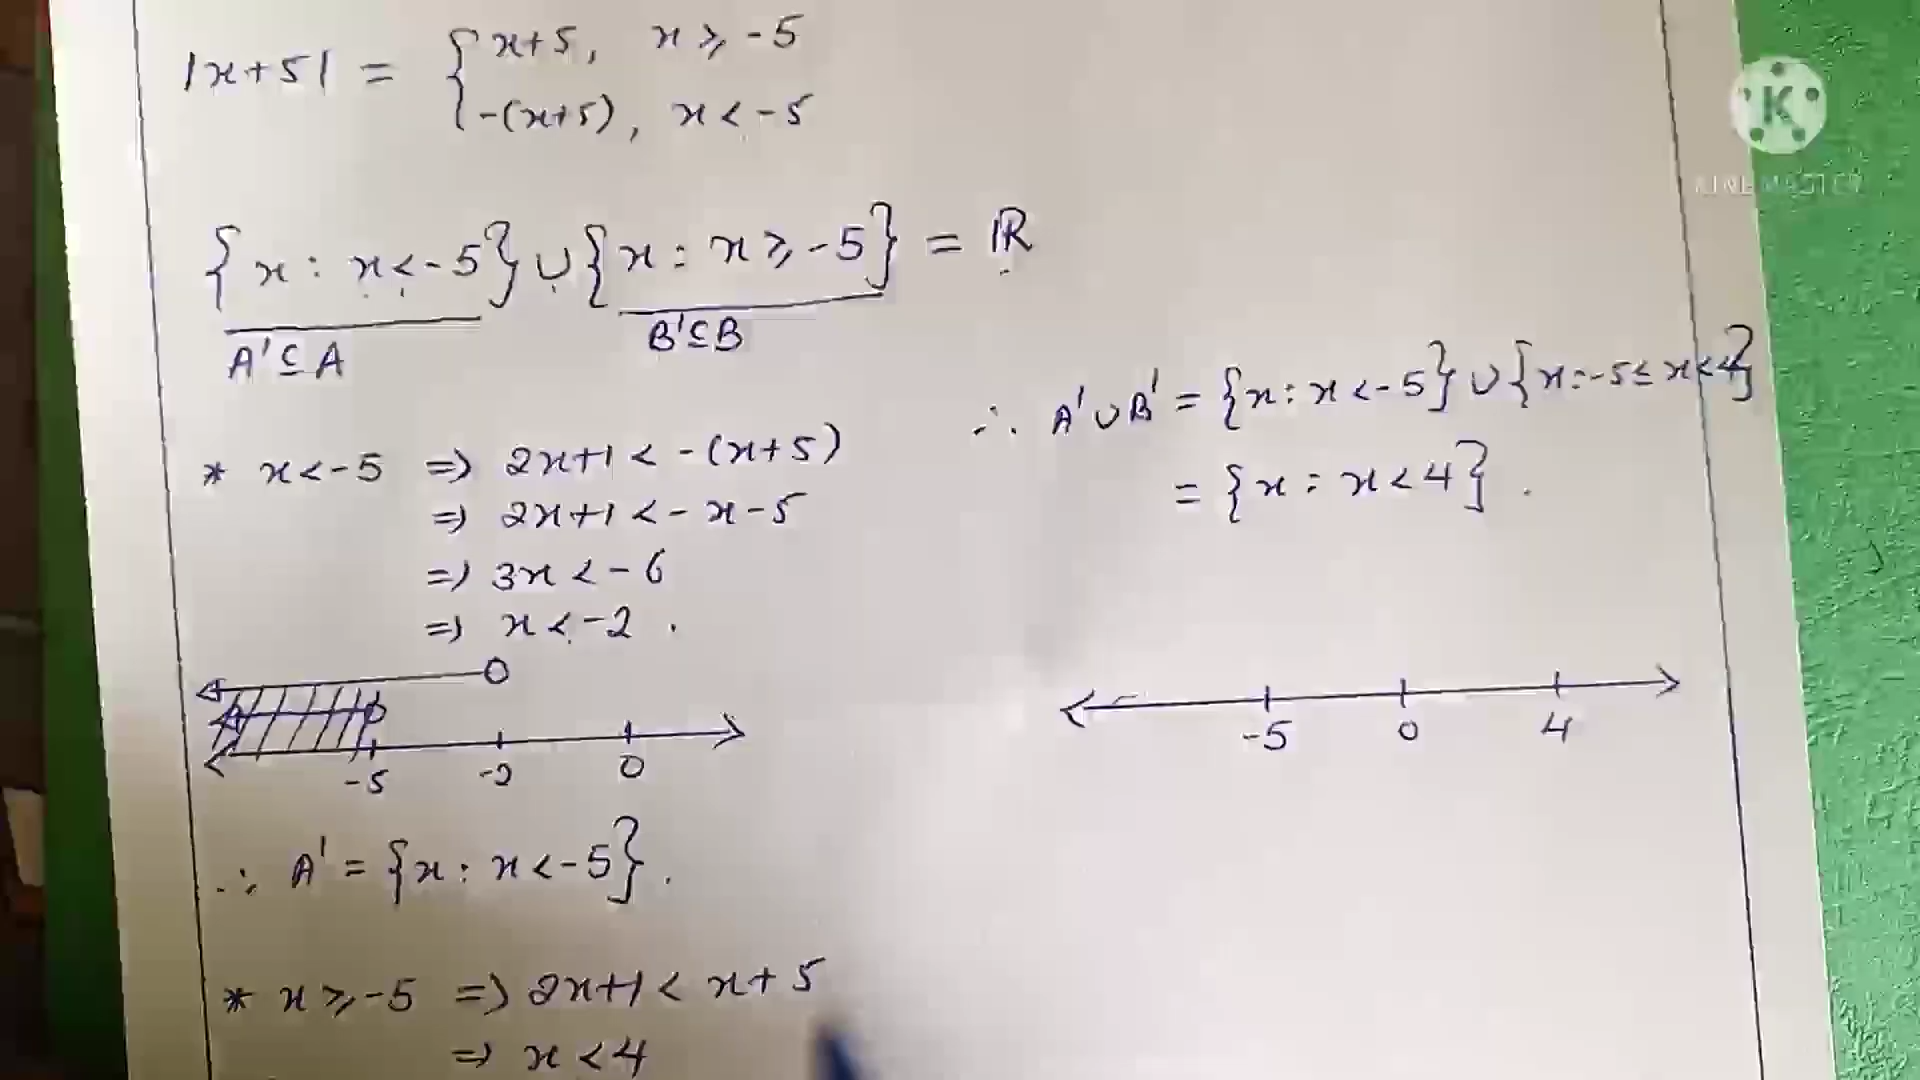 |x+5| = { x+5, x ≥ -5
-(x+5), x < -5
{x : x < -5} ∪ {x : x ≥ -5} = ℝ
A' ⊆ A
B' ⊆ B
* x < -5 ⇒ 2x+1 < -(x+5)
⇒ 2x+1 < -x-5
⇒ 3x < -6
⇒ x < -2 .
-5 -2 0
∴ A' = {x : x < -5} .
* x ≥ -5 ⇒ 2x+1 < x+5
⇒ x < 4
∴ A' ∪ B' = {x : x < -5} ∪ {x : -5 ≤ x < 4}
= {x : x < 4} .
-5 0 4
K
KINEMASTER